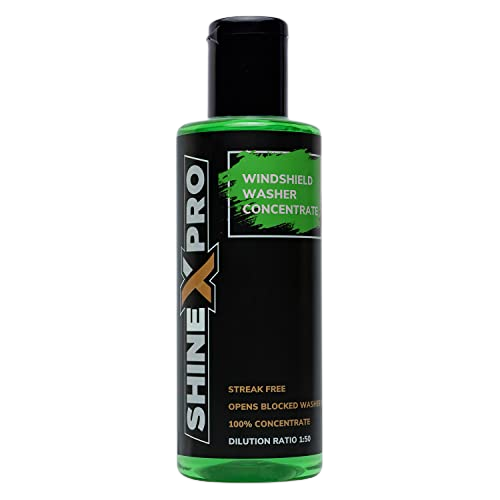 SHINEXPRO
WINDSHIELD
WASHER
CONCENTRATE
STREAK FREE
OPENS BLOCKED WASHER
100% CONCENTRATE
DILUTION RATIO 1:50